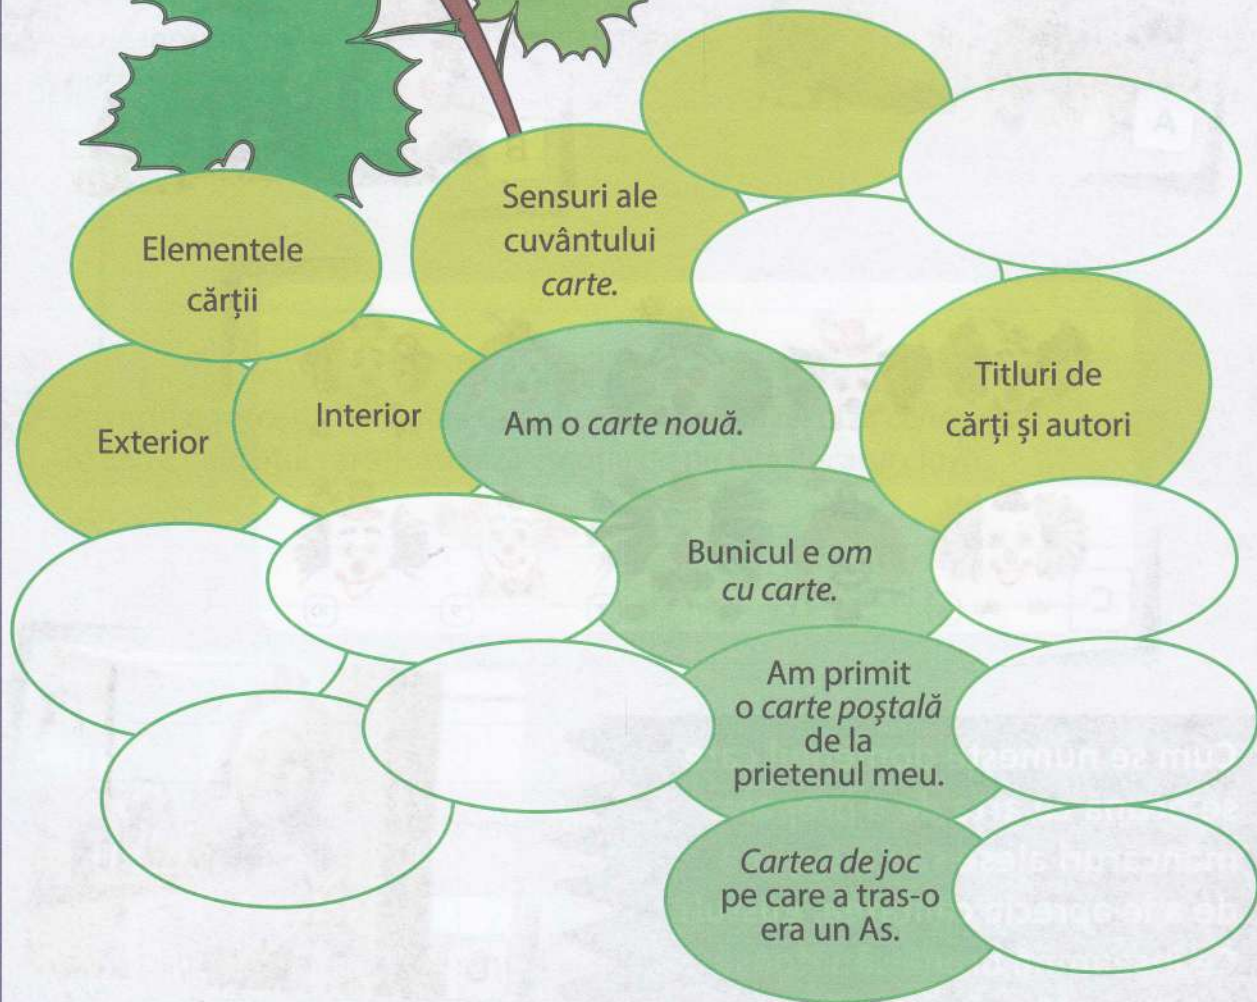 Elementele
cărții
Sensuri ale
cuvântului
carte.
Exterior
Interior
Am o carte nouă.
Titluri de
cărți și autori
Bunicul e om
cu carte.
Am primit
o carte poştală
de la
prietenul meu.
Cartea de joc
pe care a tras-o
era un As.